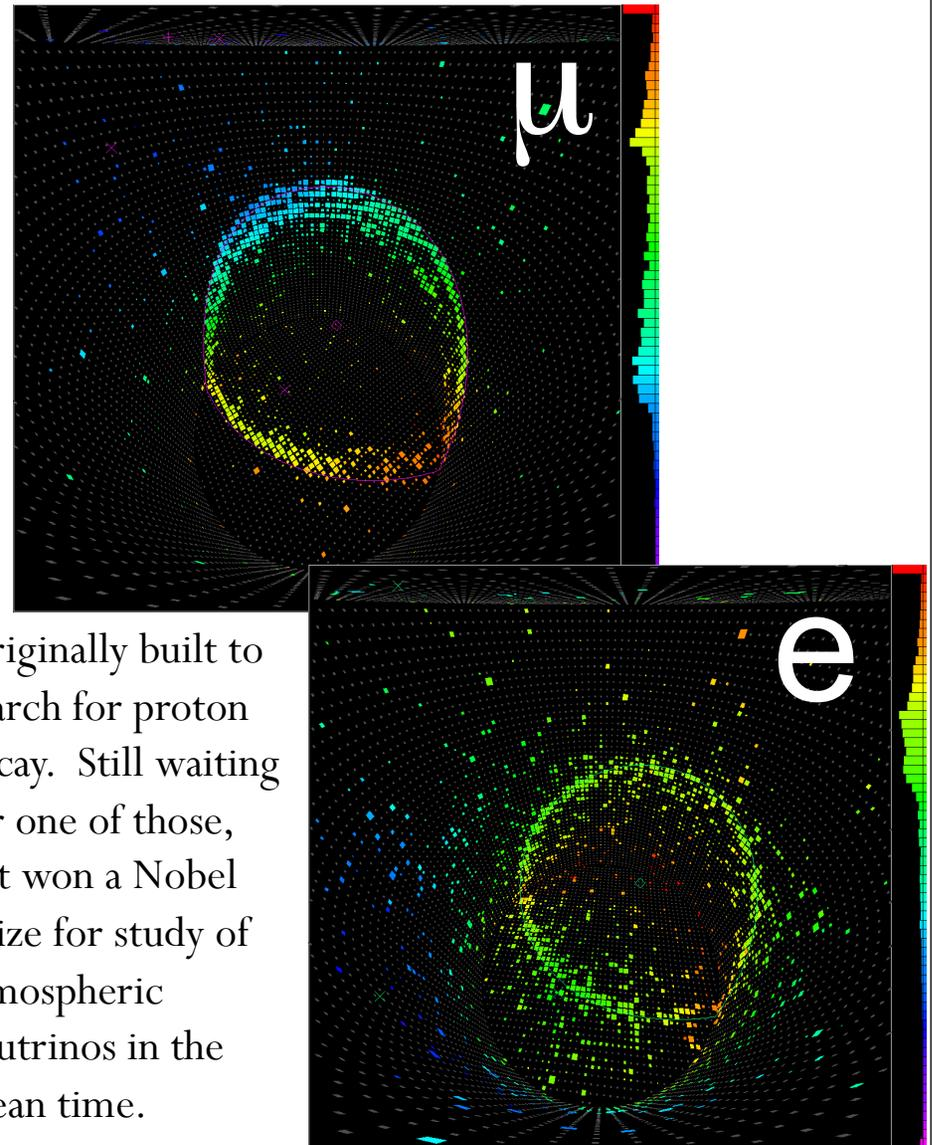 μ
e
riginally built to
arch for proton
cay. Still waiting
r one of those,
t won a Nobel
ize for study of
mospheric
utrinos in the
ean time.